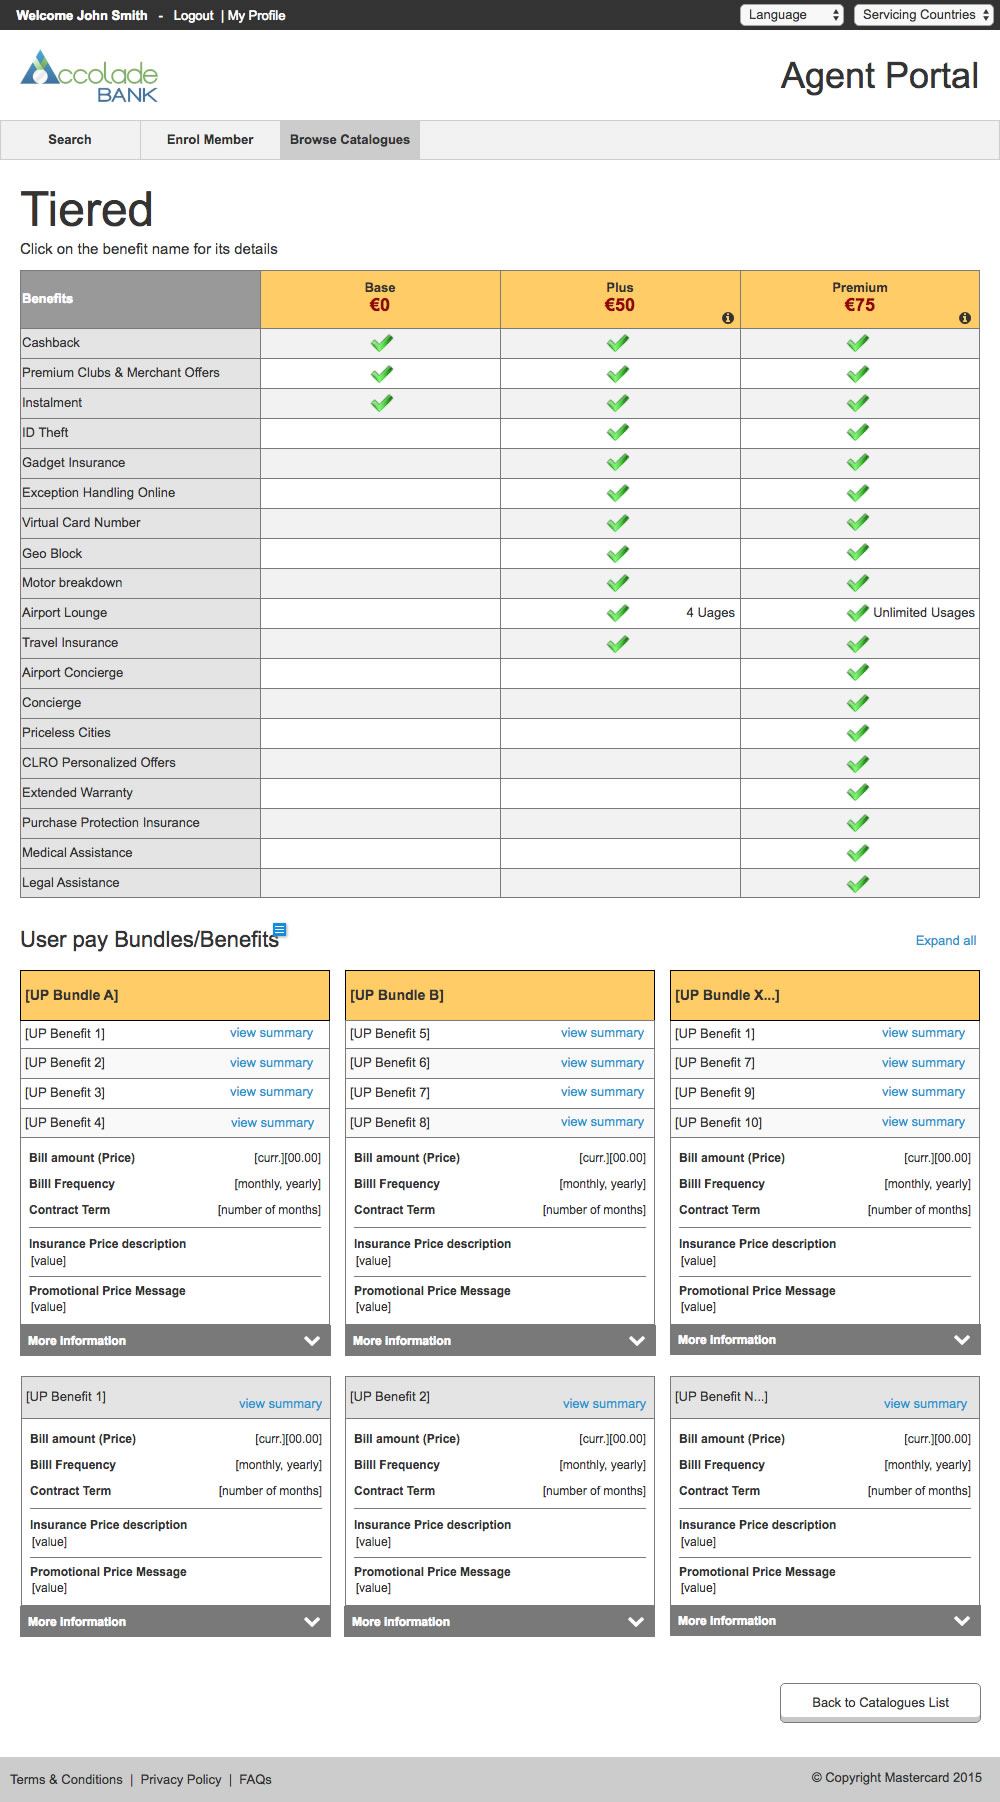 Welcome John Smith - Logout | My Profile Language Servicing Countries
Accolade
BANK
Agent Portal
Search Enrol Member Browse Catalogues
Tiered
Click on the benefit name for its details
Benefits Base €0 Plus €50 Premium €75
Cashback
Premium Clubs & Merchant Offers
Instalment
ID Theft
Gadget Insurance
Exception Handling Online
Virtual Card Number
Geo Block
Motor breakdown
Airport Lounge 4 Uages Unlimited Usages
Travel Insurance
Airport Concierge
Concierge
Priceless Cities
CLRO Personalized Offers
Extended Warranty
Purchase Protection Insurance
Medical Assistance
Legal Assistance
User pay Bundles/Benefits Expand all
[UP Bundle A]
[UP Benefit 1] view summary
[UP Benefit 2] view summary
[UP Benefit 3] view summary
[UP Benefit 4] view summary
Bill amount (Price) [curr.][00.00]
Billl Frequency [monthly, yearly]
Contract Term [number of months]
Insurance Price description
[value]
Promotional Price Message
[value]
More Information
[UP Bundle B]
[UP Benefit 5] view summary
[UP Benefit 6] view summary
[UP Benefit 7] view summary
[UP Benefit 8] view summary
Bill amount (Price) [curr.][00.00]
Billl Frequency [monthly, yearly]
Contract Term [number of months]
Insurance Price description
[value]
Promotional Price Message
[value]
More Information
[UP Bundle X...]
[UP Benefit 1] view summary
[UP Benefit 7] view summary
[UP Benefit 9] view summary
[UP Benefit 10] view summary
Bill amount (Price) [curr.][00.00]
Billl Frequency [monthly, yearly]
Contract Term [number of months]
Insurance Price description
[value]
Promotional Price Message
[value]
More Information
[UP Benefit 1] view summary
Bill amount (Price) [curr.][00.00]
Billl Frequency [monthly, yearly]
Contract Term [number of months]
Insurance Price description
[value]
Promotional Price Message
[value]
More Information
[UP Benefit 2] view summary
Bill amount (Price) [curr.][00.00]
Billl Frequency [monthly, yearly]
Contract Term [number of months]
Insurance Price description
[value]
Promotional Price Message
[value]
More Information
[UP Benefit N...] view summary
Bill amount (Price) [curr.][00.00]
Billl Frequency [monthly, yearly]
Contract Term [number of months]
Insurance Price description
[value]
Promotional Price Message
[value]
More Information
Back to Catalogues List
Terms & Conditions | Privacy Policy | FAQs © Copyright Mastercard 2015